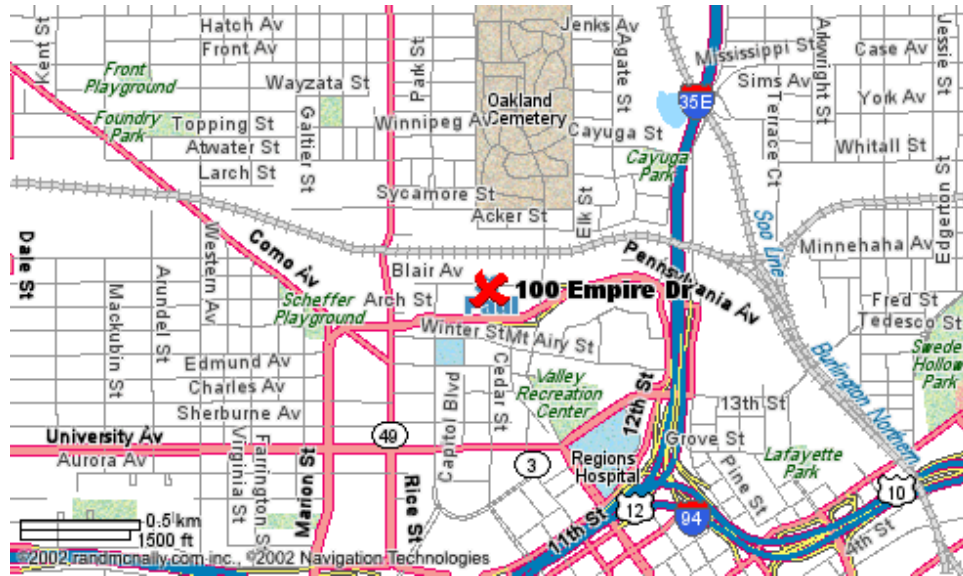 Hatch Av
Front Av
Kent St
Front
Playground
Foundry
Park
Wayzata St
Topping St
Atwater St
Larch St
Galtier St
Park St
Winnipeg Av
Sycamore St
Acker St
Oakland
Cemetery
Jenks Av
Agate St
Cayuga St
Cayuga
Park
Elk St
35E
Mississippi St
Sims Av
Terrace Ct
Arkwright St
Case Av
York Av
Whitall St
Jessie St
Edgerton St
Minnehaha Av
Soo Line
Dale St
Como Av
Western Av
Arundel St
Mackubin St
Blair Av
Arch St
Scheffer
Playground
Paul
100 Empire Dr
Pennsylvania Av
Winter St
Mt Airy St
Fred St
Tedesco St
Burlington Northern
Edmund Av
Charles Av
Sherburne Av
University Av
Aurora Av
Virginia St
Farrington St
Marion St
Rice St
49
Capitol Blvd
Cedar St
Valley
Recreation
Center
3
12th St
Regions
Hospital
13th St
Grove St
Pine St
Lafayette
Park
Swede
Hollow
Park
11th St
12
94
10
4th St
0.5 km
1500 ft
©2002 randmcnally.com inc., ©2002 Navigation Technologies